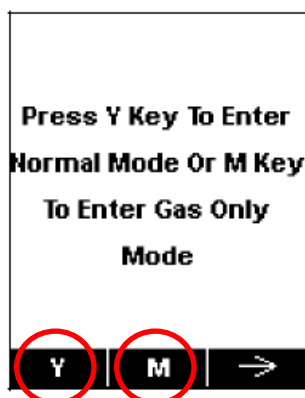 Press Y Key To Enter
Normal Mode Or M Key
To Enter Gas Only
Mode
Y M →